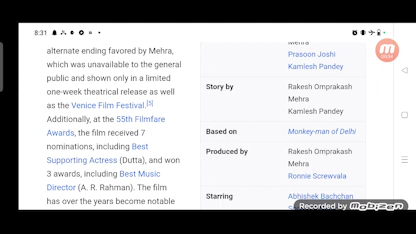 8:31
alternate ending favored by Mehra,
which was unavailable to the general
public and shown only in a limited
one-week theatrical release as well
as the Venice Film Festival.[5]
Additionally, at the 55th Filmfare
Awards, the film received 7
nominations, including Best
Supporting Actress (Dutta), and won
3 awards, including Best Music
Director (A. R. Rahman). The film
has over the years become notable
Mehra
Prasoon Joshi
Kamlesh Pandey
Story by
Rakesh Omprakash
Mehra
Kamlesh Pandey
Based on
Monkey-man of Delhi
Produced by
Rakesh Omprakash
Mehra
Ronnie Screwvala
Starring
Abhishek Bachchan
Recorded by Mobizen